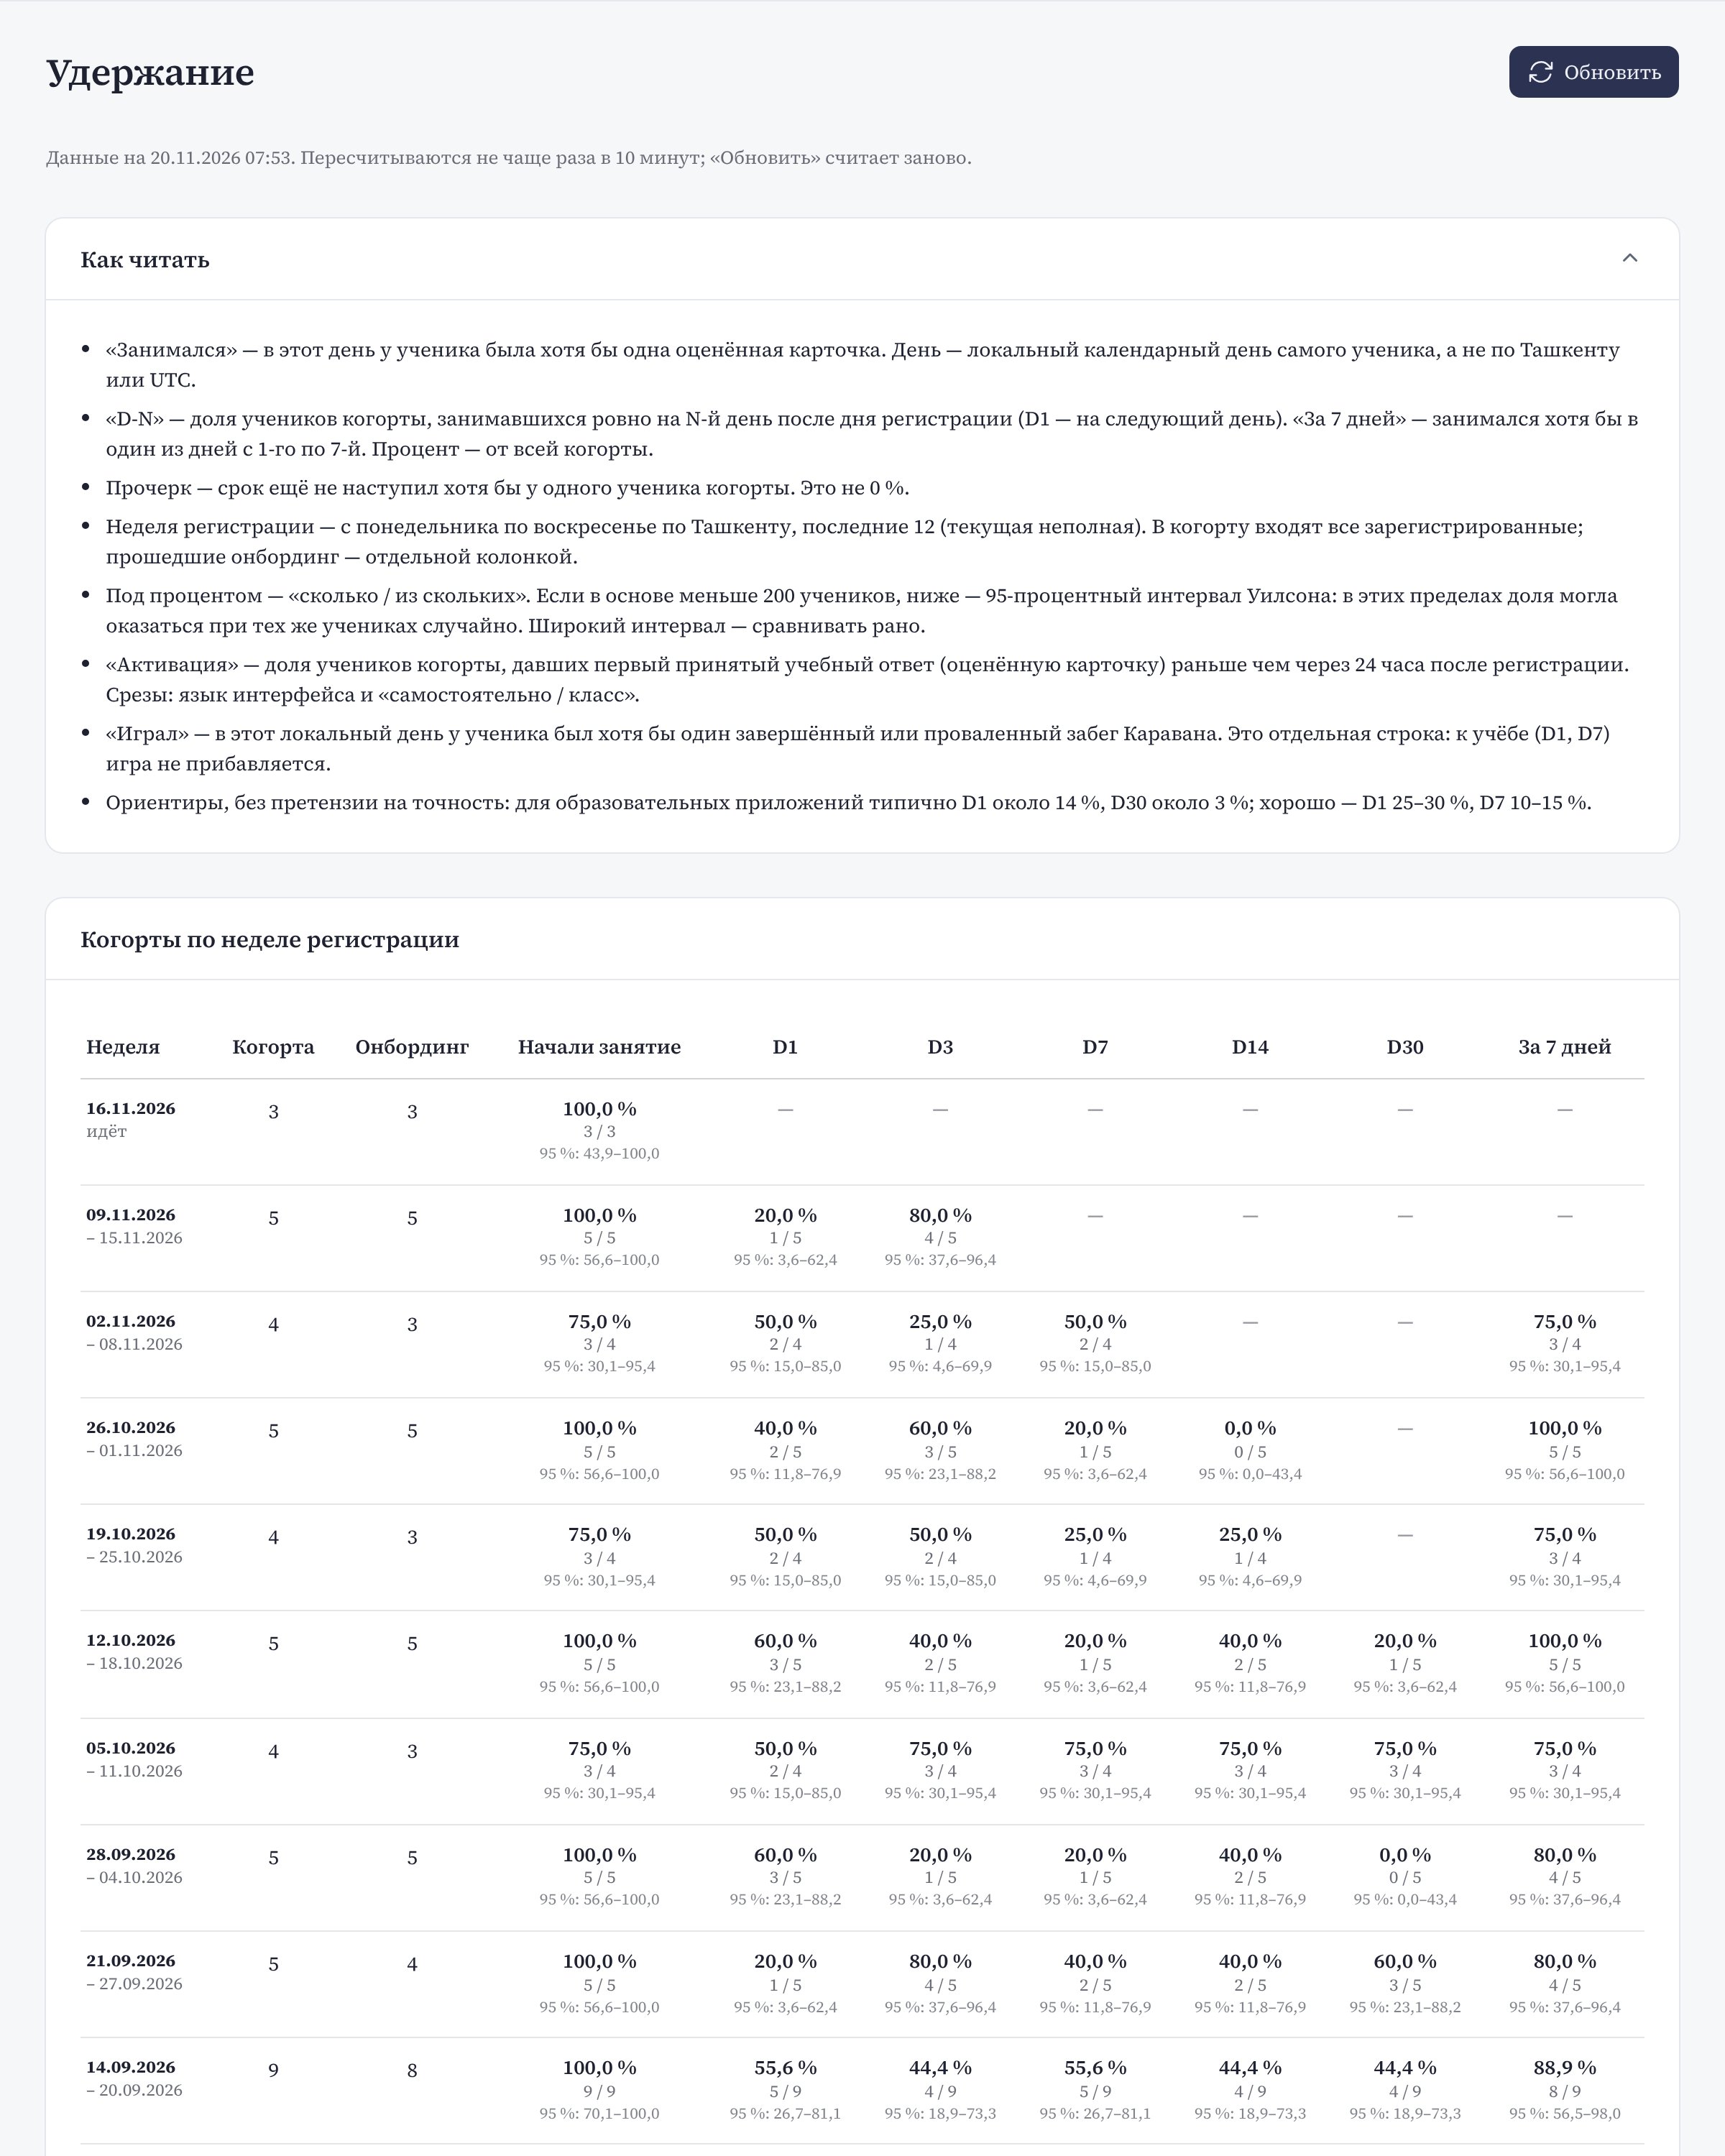 Удержание
Обновить
Данные на 20.11.2026 07:53. Пересчитываются не чаще раза в 10 минут; «Обновить» считает заново.
Как читать
• «Занимался» — в этот день у ученика была хотя бы одна оценённая карточка. День — локальный календарный день самого ученика, а не по Ташкенту
или UTC.
• «D-N» — доля учеников когорты, занимавшихся ровно на N-й день после дня регистрации (D1 — на следующий день). «За 7 дней» — занимался хотя бы в
один из дней с 1-го по 7-й. Процент — от всей когорты.
• Прочерк — срок ещё не наступил хотя бы у одного ученика когорты. Это не 0 %.
• Неделя регистрации — с понедельника по воскресенье по Ташкенту, последние 12 (текущая неполная). В когорту входят все зарегистрированные;
прошедшие онбординг — отдельной колонкой.
• Под процентом — «сколько / из скольких». Если в основе меньше 200 учеников, ниже — 95-процентный интервал Уилсона: в этих пределах доля могла
оказаться при тех же учениках случайно. Широкий интервал — сравнивать рано.
• «Активация» — доля учеников когорты, давших первый принятый учебный ответ (оценённую карточку) раньше чем через 24 часа после регистрации.
Срезы: язык интерфейса и «самостоятельно / класс».
• «Играл» — в этот локальный день у ученика был хотя бы один завершённый или проваленный забег Каравана. Это отдельная строка: к учёбе (D1, D7)
игра не прибавляется.
• Ориентиры, без претензии на точность: для образовательных приложений типично D1 около 14 %, D30 около 3 %; хорошо — D1 25–30 %, D7 10–15 %.
Когорты по неделе регистрации
Неделя Когорта Онбординг Начали занятие D1 D3 D7 D14 D30 За 7 дней
16.11.2026 3 3 100,0 % — — — — — —
идёт 3 / 3
95 %: 43,9–100,0
09.11.2026 5 5 100,0 % 20,0 % 80,0 % — — — —
– 15.11.2026 5 / 5 1 / 5 4 / 5
95 %: 56,6–100,0 95 %: 3,6–62,4 95 %: 37,6–96,4
02.11.2026 4 3 75,0 % 50,0 % 25,0 % 50,0 % — — 75,0 %
– 08.11.2026 3 / 4 2 / 4 1 / 4 2 / 4 3 / 4
95 %: 30,1–95,4 95 %: 15,0–85,0 95 %: 4,6–69,9 95 %: 15,0–85,0 95 %: 30,1–95,4
26.10.2026 5 5 100,0 % 40,0 % 60,0 % 20,0 % 0,0 % — 100,0 %
– 01.11.2026 5 / 5 2 / 5 3 / 5 1 / 5 0 / 5 5 / 5
95 %: 56,6–100,0 95 %: 11,8–76,9 95 %: 23,1–88,2 95 %: 3,6–62,4 95 %: 0,0–43,4 95 %: 56,6–100,0
19.10.2026 4 3 75,0 % 50,0 % 50,0 % 25,0 % 25,0 % — 75,0 %
– 25.10.2026 3 / 4 2 / 4 2 / 4 1 / 4 1 / 4 3 / 4
95 %: 30,1–95,4 95 %: 15,0–85,0 95 %: 15,0–85,0 95 %: 4,6–69,9 95 %: 4,6–69,9 95 %: 30,1–95,4
12.10.2026 5 5 100,0 % 60,0 % 40,0 % 20,0 % 40,0 % 20,0 % 100,0 %
– 18.10.2026 5 / 5 3 / 5 2 / 5 1 / 5 2 / 5 1 / 5 5 / 5
95 %: 56,6–100,0 95 %: 23,1–88,2 95 %: 11,8–76,9 95 %: 3,6–62,4 95 %: 11,8–76,9 95 %: 3,6–62,4 95 %: 56,6–100,0
05.10.2026 4 3 75,0 % 50,0 % 75,0 % 75,0 % 75,0 % 75,0 % 75,0 %
– 11.10.2026 3 / 4 2 / 4 3 / 4 3 / 4 3 / 4 3 / 4 3 / 4
95 %: 30,1–95,4 95 %: 15,0–85,0 95 %: 30,1–95,4 95 %: 30,1–95,4 95 %: 30,1–95,4 95 %: 30,1–95,4 95 %: 30,1–95,4
28.09.2026 5 5 100,0 % 60,0 % 20,0 % 20,0 % 40,0 % 0,0 % 80,0 %
– 04.10.2026 5 / 5 3 / 5 1 / 5 1 / 5 2 / 5 0 / 5 4 / 5
95 %: 56,6–100,0 95 %: 23,1–88,2 95 %: 3,6–62,4 95 %: 3,6–62,4 95 %: 11,8–76,9 95 %: 0,0–43,4 95 %: 37,6–96,4
21.09.2026 5 4 100,0 % 20,0 % 80,0 % 40,0 % 40,0 % 60,0 % 80,0 %
– 27.09.2026 5 / 5 1 / 5 4 / 5 2 / 5 2 / 5 3 / 5 4 / 5
95 %: 56,6–100,0 95 %: 3,6–62,4 95 %: 37,6–96,4 95 %: 11,8–76,9 95 %: 11,8–76,9 95 %: 23,1–88,2 95 %: 37,6–96,4
14.09.2026 9 8 100,0 % 55,6 % 44,4 % 55,6 % 44,4 % 44,4 % 88,9 %
– 20.09.2026 9 / 9 5 / 9 4 / 9 5 / 9 4 / 9 4 / 9 8 / 9
95 %: 70,1–100,0 95 %: 26,7–81,1 95 %: 18,9–73,3 95 %: 26,7–81,1 95 %: 18,9–73,3 95 %: 18,9–73,3 95 %: 56,5–98,0